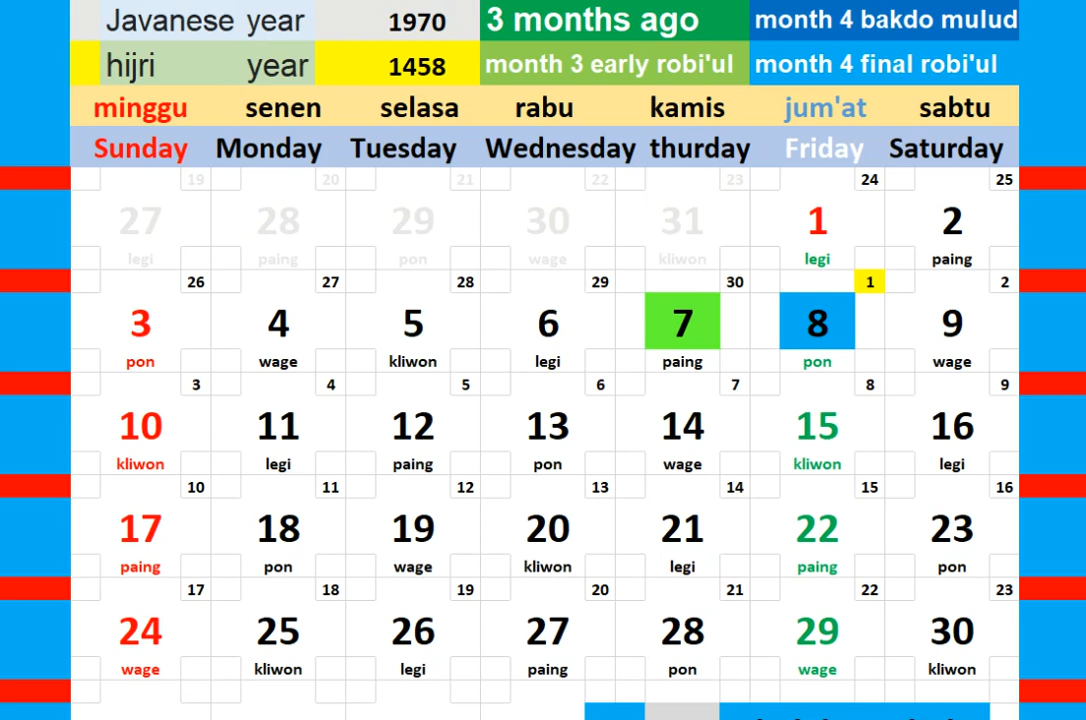 Javanese year 1970 3 months ago month 4 bakdo mulud
hijri year 1458 month 3 early robi'ul month 4 final robi'ul
minggu senen selasa rabu kamis jum'at sabtu
Sunday Monday Tuesday Wednesday thurday Friday Saturday
19 20 21 22 23 24 25
27 28 29 30 31 1 2
legi paing pon wage kliwon legi paing
26 27 28 29 30 1 2
3 4 5 6 7 8 9
pon wage kliwon legi paing pon wage
3 4 5 6 7 8 9
10 11 12 13 14 15 16
kliwon legi paing pon wage kliwon legi
10 11 12 13 14 15 16
17 18 19 20 21 22 23
paing pon wage kliwon legi paing pon
17 18 19 20 21 22 23
24 25 26 27 28 29 30
wage kliwon legi paing pon wage kliwon